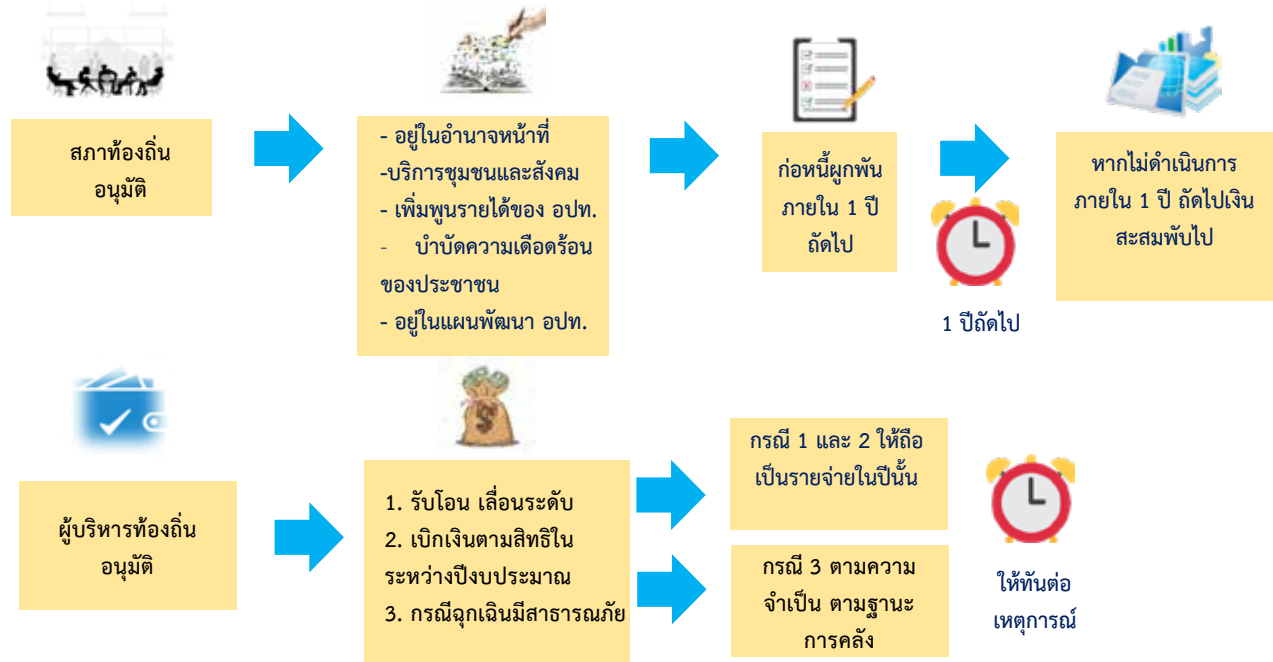 สภาท้องถิ่น
อนุมัติ
- อยู่ในอำนาจหน้าที่
-บริการชุมชนและสังคม
- เพิ่มพูนรายได้ของ อปท.
- บำบัดความเดือดร้อน
ของประชาชน
- อยู่ในแผนพัฒนา อปท.
ก่อหนี้ผูกพัน
ภายใน 1 ปี
ถัดไป
1 ปีถัดไป
หากไม่ดำเนินการ
ภายใน 1 ปี ถัดไปเงิน
สะสมพับไป
ผู้บริหารท้องถิ่น
อนุมัติ
1. รับโอน เลื่อนระดับ
2. เบิกเงินตามสิทธิใน
ระหว่างปีงบประมาณ
3. กรณีฉุกเฉินมีสาธารณภัย
กรณี 1 และ 2 ให้ถือ
เป็นรายจ่ายในปีนั้น
กรณี 3 ตามความ
จำเป็น ตามฐานะ
การคลัง
ให้ทันต่อ
เหตุการณ์